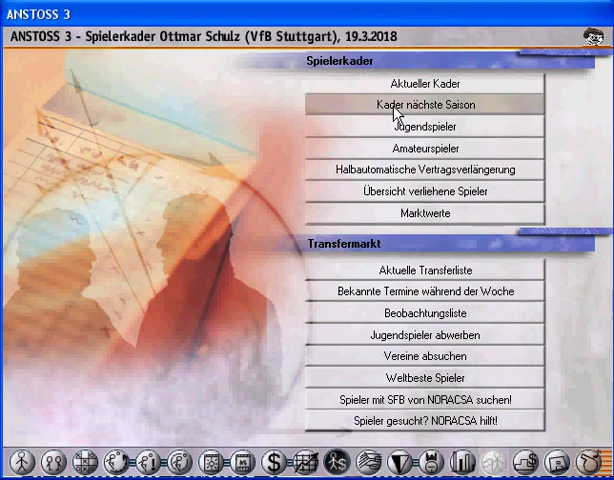 ANSTOSS 3
ANSTOSS 3 - Spielerkader Ottmar Schulz (VfB Stuttgart), 19.3.2018
Spielerkader
Aktueller Kader
Kader nächste Saison
Jugendspieler
Amateurspieler
Halbautomatische Vertragsverlängerung
Übersicht verliehene Spieler
Marktwerte
Transfermarkt
Aktuelle Transferliste
Bekannte Termine während der Woche
Beobachtungsliste
Jugendspieler abwerben
Vereine absuchen
Weltbeste Spieler
Spieler mit SFB von NORACSA suchen!
Spieler gesucht? NORACSA hilft!